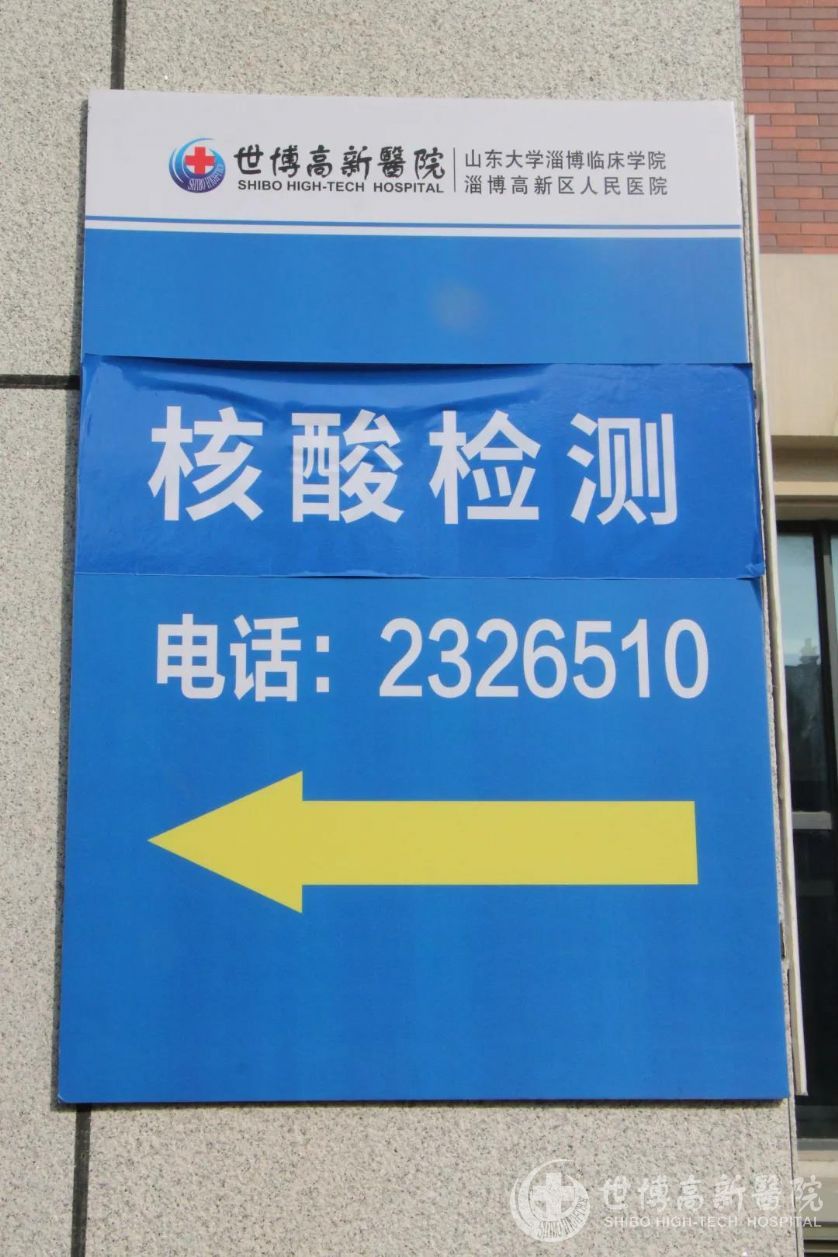 世博高新醫院
SHIBO HIGH-TECH HOSPITAL
山东大学淄博临床学院
淄博高新区人民医院
核酸检测
电话：2326510
世博高新醫院
SHIBO HIGH-TECH HOSPITAL